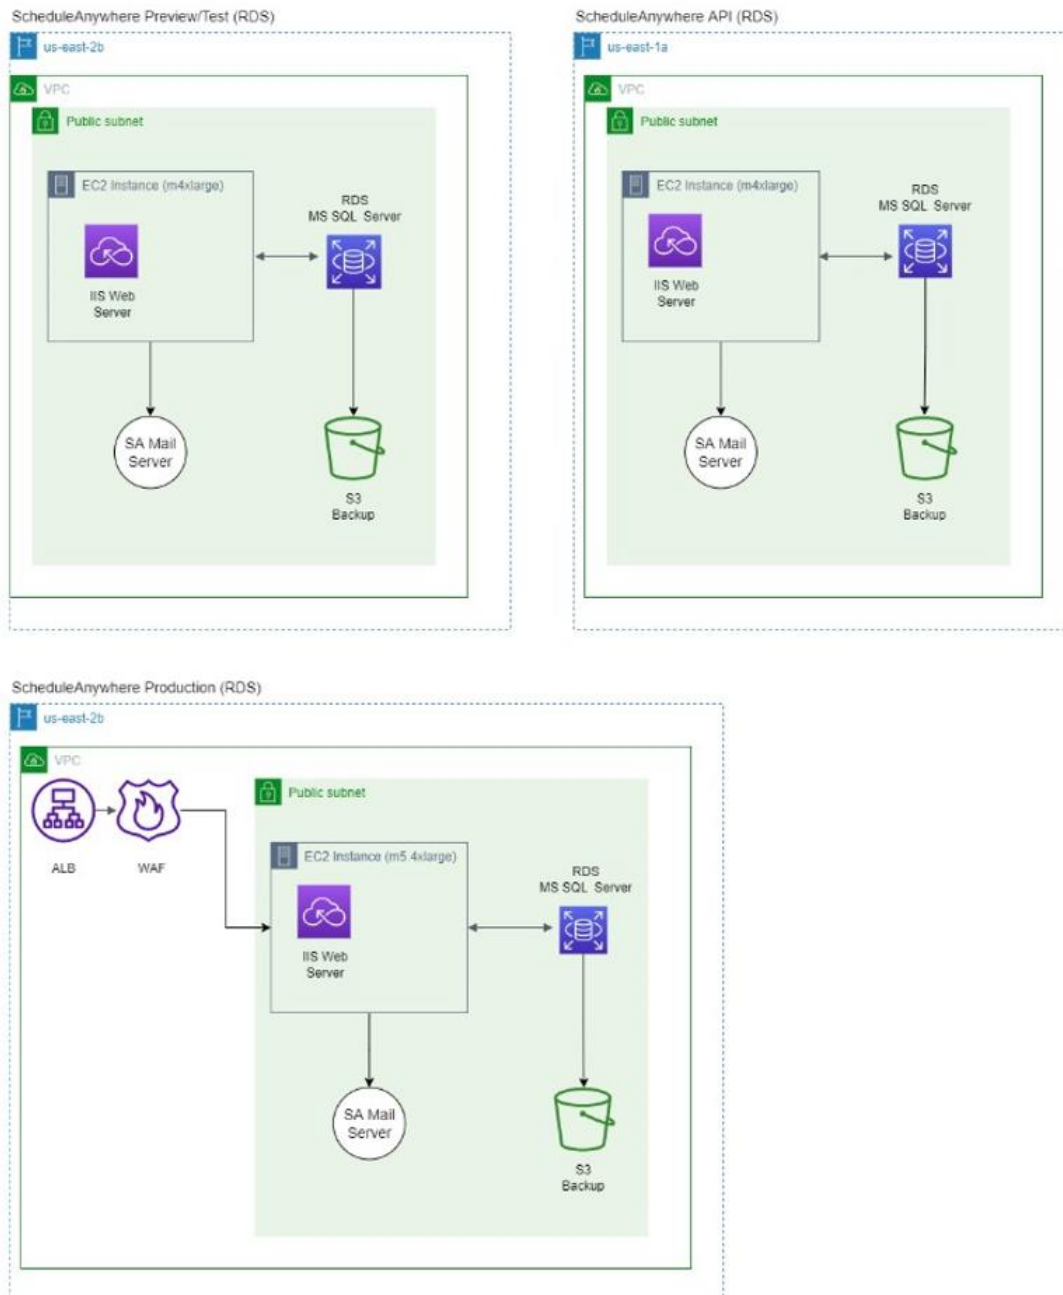 ScheduleAnywhere Preview/Test (RDS)
us-east-2b
VPC
Public subnet
EC2 Instance (m4xlarge)
IIS Web
Server
RDS
MS SQL Server
SA Mail
Server
S3
Backup
ScheduleAnywhere API (RDS)
us-east-1a
VPC
Public subnet
EC2 Instance (m4xlarge)
IIS Web
Server
RDS
MS SQL Server
SA Mail
Server
S3
Backup
ScheduleAnywhere Production (RDS)
us-east-2b
VPC
ALB
WAF
Public subnet
EC2 Instance (m5.4xlarge)
IIS Web
Server
RDS
MS SQL Server
SA Mail
Server
S3
Backup